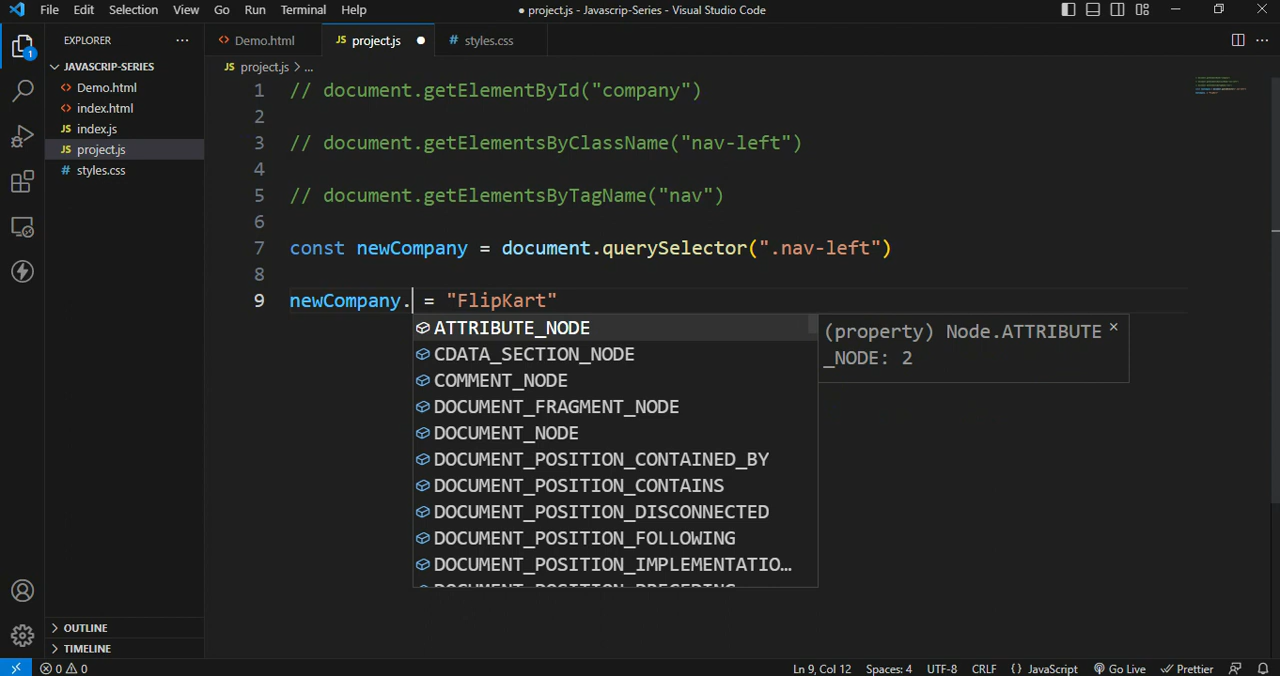 File Edit Selection View Go Run Terminal Help ● project.js - Javascrip-Series - Visual Studio Code
EXPLORER ...
JAVASCRIP-SERIES
<> Demo.html
<> index.html
JS index.js
JS project.js
# styles.css
OUTLINE
TIMELINE
<> Demo.html JS project.js ● # styles.css
JS project.js > ...
1 // document.getElementById("company")
2
3 // document.getElementsByClassName("nav-left")
4
5 // document.getElementsByTagName("nav")
6
7 const newCompany = document.querySelector(".nav-left")
8
9 newCompany. = "FlipKart"
ATTRIBUTE_NODE
CDATA_SECTION_NODE
COMMENT_NODE
DOCUMENT_FRAGMENT_NODE
DOCUMENT_NODE
DOCUMENT_POSITION_CONTAINED_BY
DOCUMENT_POSITION_CONTAINS
DOCUMENT_POSITION_DISCONNECTED
DOCUMENT_POSITION_FOLLOWING
DOCUMENT_POSITION_IMPLEMENTATIO...
DOCUMENT_POSITION_PRECEDING
(property) Node.ATTRIBUTE
_NODE: 2
1
0 0 Ln 9, Col 12 Spaces: 4 UTF-8 CRLF {} JavaScript Go Live Prettier